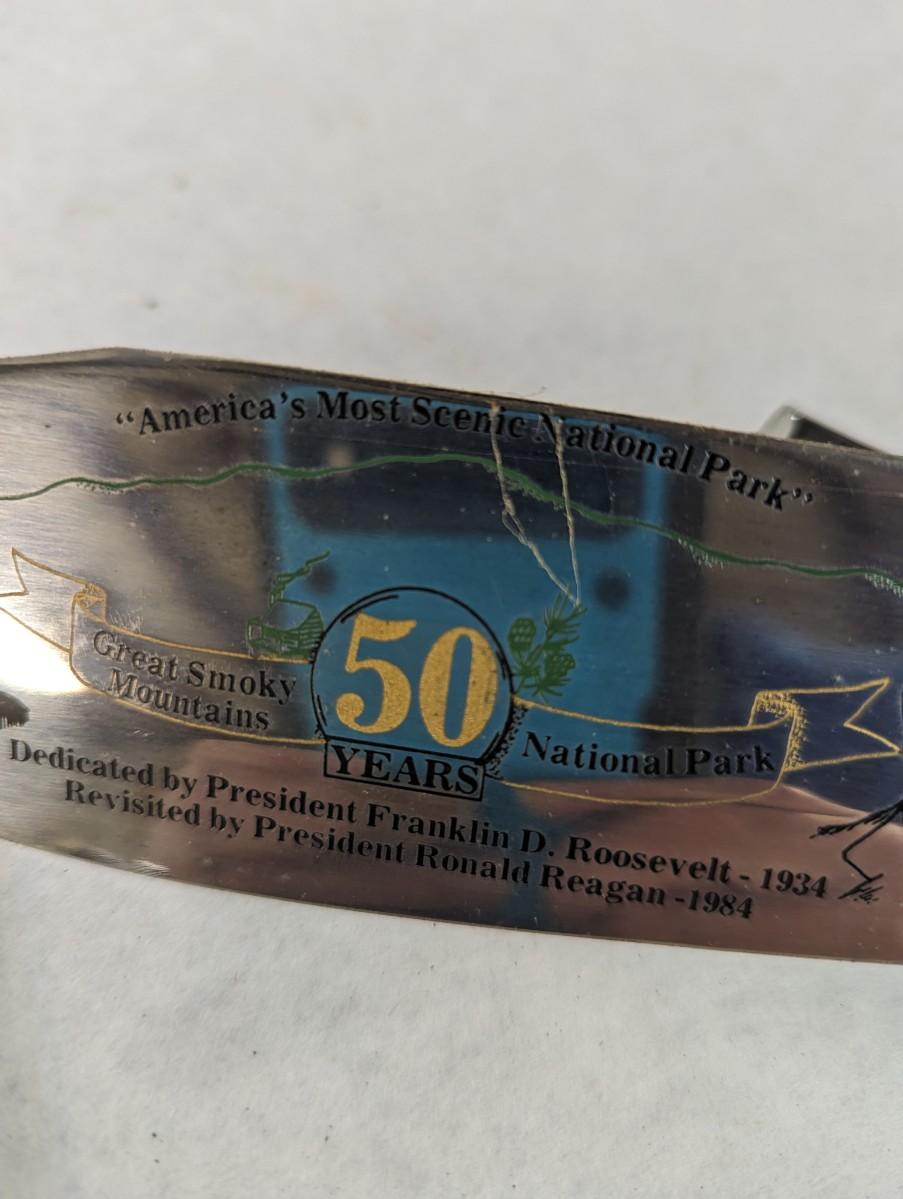 “America’s Most Scenic National Park”
Great Smoky
Mountains
50
YEARS
National Park
Dedicated by President Franklin D. Roosevelt - 1934
Revisited by President Ronald Reagan -1984